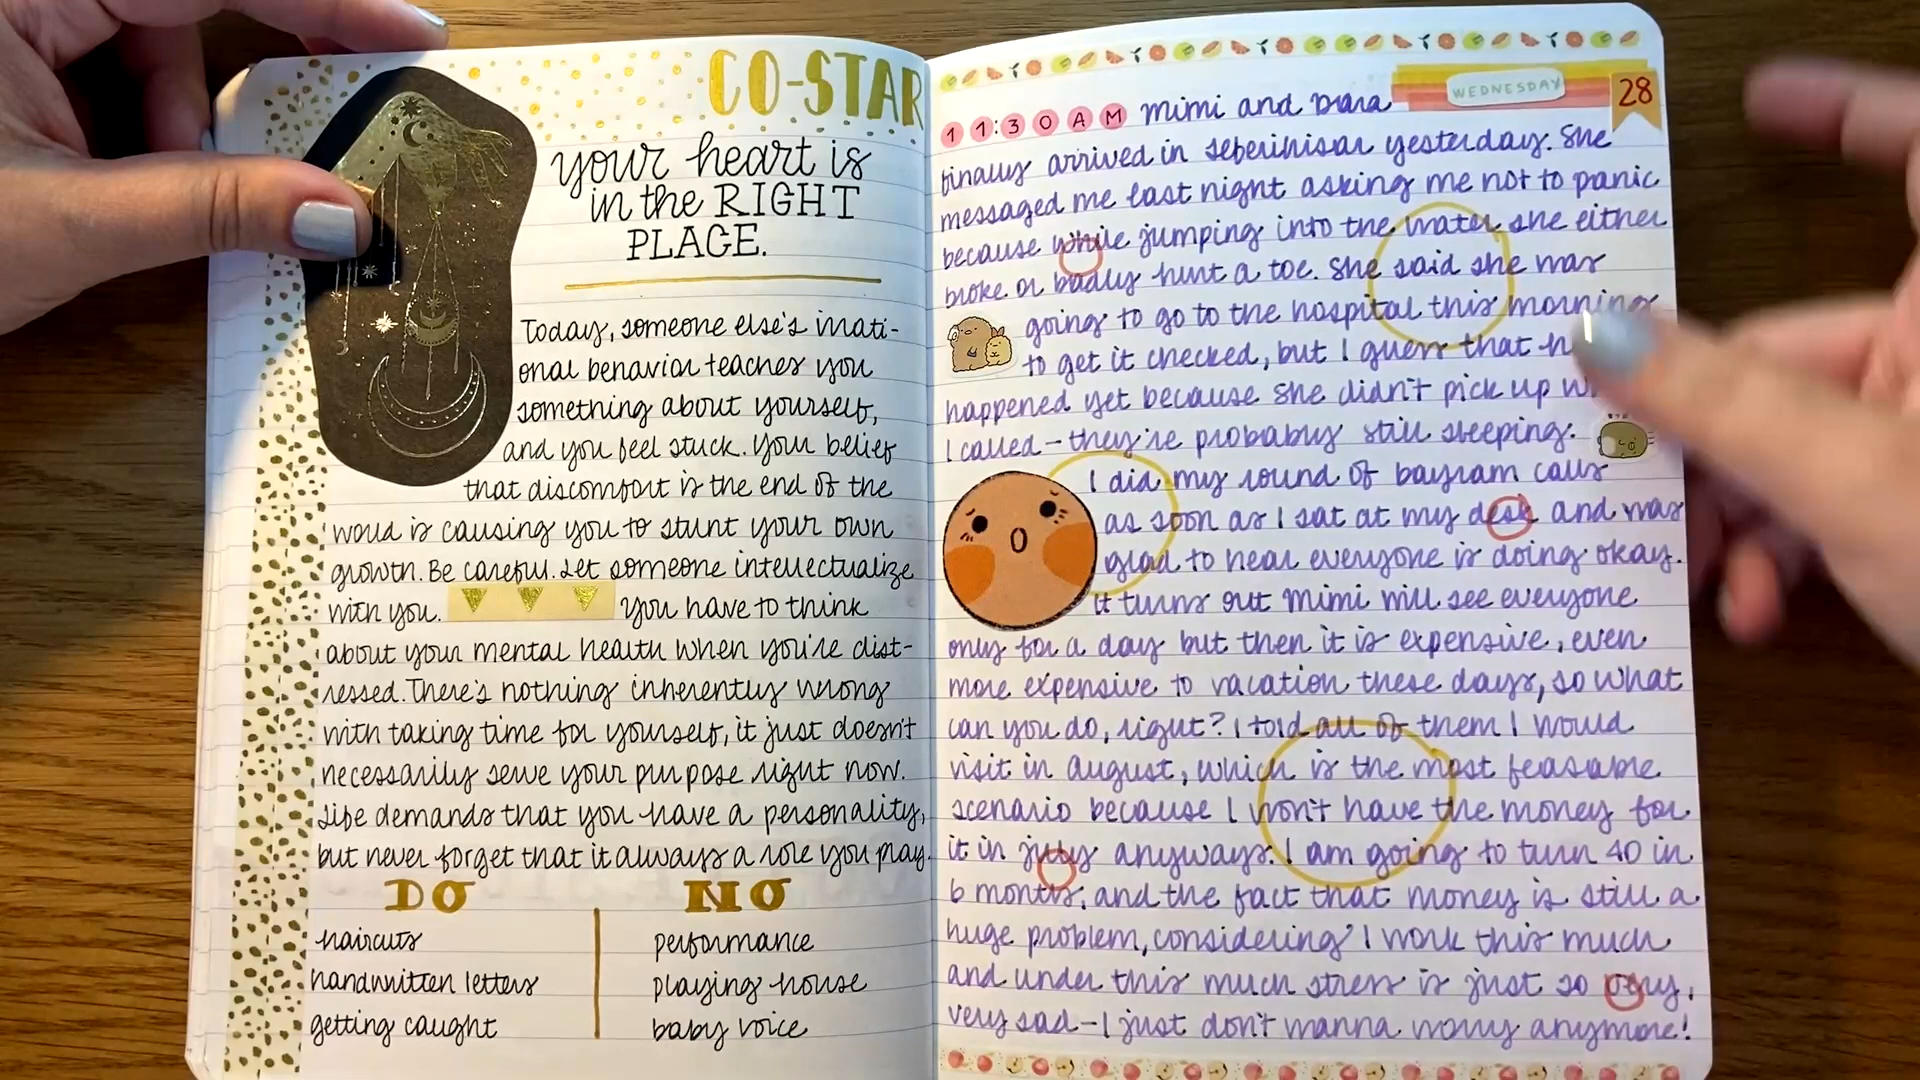 CO-STAR
your heart is
in the RIGHT
PLACE.
Today, someone else's irrati-
onal behavior teaches you
something about yourself,
and you feel stuck. Your belief
that discomfort is the end of the
world is causing you to stunt your own
growth. Be careful. Let someone intellectualize
with you. You have to think
about your mental health when you're dist-
ressed. There's nothing inherently wrong
with taking time for yourself, it just doesn't
necessarily serve your purpose right now.
Life demands that you have a personality,
but never forget that it always a role you play.
DO
haircuts
handwritten letters
getting caught
NO
performance
playing house
baby voice
WEDNESDAY
28
11:30AM mimi and Dara
finally arrived in seferihisar yesterday. She
messaged me last night asking me not to panic
because while jumping into the water she either
broke or badly hurt a toe. She said she was
going to go to the hospital this morning
to get it checked, but I guess that
happened yet because she didn't pick up
I called - they're probably still sleeping.
I did my round of bayram calls
as soon as I sat at my desk and was
glad to hear everyone is doing okay.
it turns out mimi will see everyone
only for a day but then it is expensive, even
more expensive to vacation these days, so what
can you do, right? I told all of them I would
visit in august, which is the most feasable
scenario because I won't have the money for
it in july anyways. I am going to turn 40 in
6 months, and the fact that money is still a
huge problem, considering I work this much
and under this much stress is just so very,
very sad - I just don't wanna worry anymore!